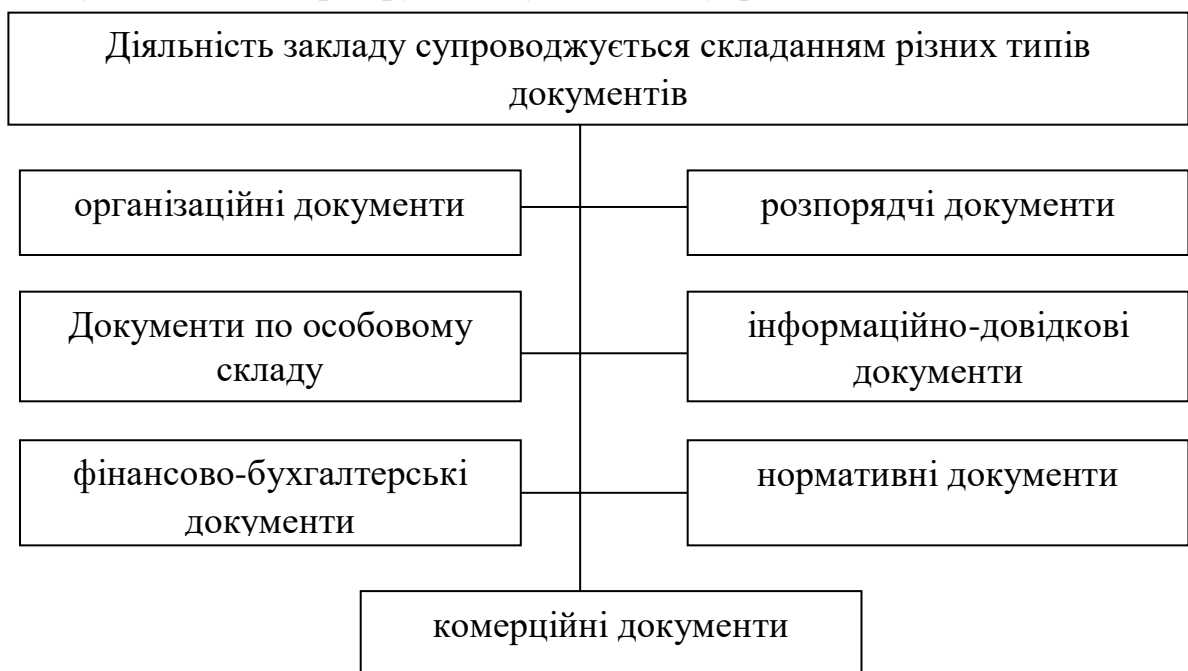 Діяльність закладу супроводжується складанням різних типів
документів
організаційні документи
розпорядчі документи
Документи по особовому
складу
інформаційно-довідкові
документи
фінансово-бухгалтерські
документи
нормативні документи
комерційні документи